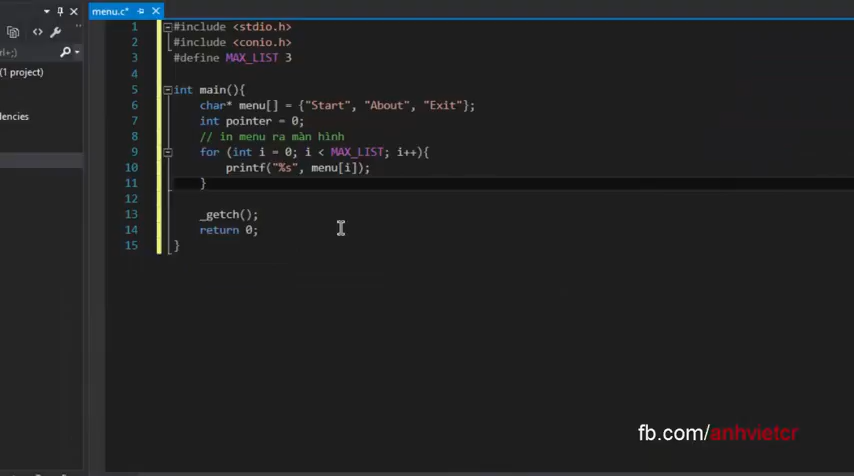 menu.c*
trl+;)
(1 project)
dencies
1 #include <stdio.h>
2 #include <conio.h>
3 #define MAX_LIST 3
4
5 int main(){
6 char* menu[] = {"Start", "About", "Exit"};
7 int pointer = 0;
8 // in menu ra màn hình
9 for (int i = 0; i < MAX_LIST; i++){
10 printf("%s", menu[i]);
11 }
12
13 _getch();
14 return 0;
15 }
fb.com/anhvietcr